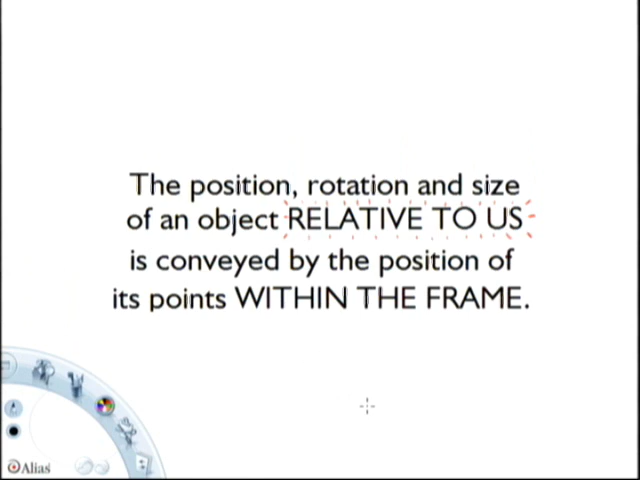 The position, rotation and size
of an object RELATIVE TO US
is conveyed by the position of
its points WITHIN THE FRAME.
Alias